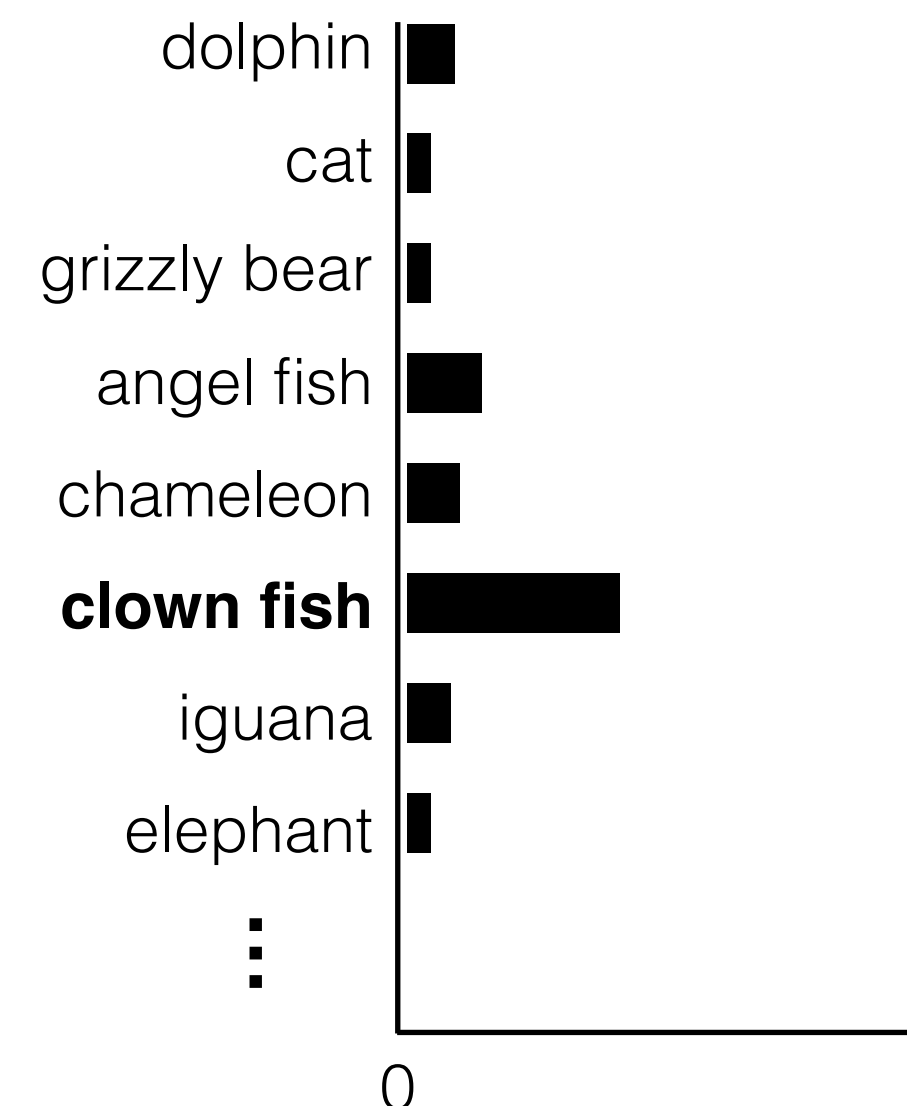 dolphin
cat
grizzly bear
angel fish
chameleon
clown fish
iguana
elephant
⋮
0